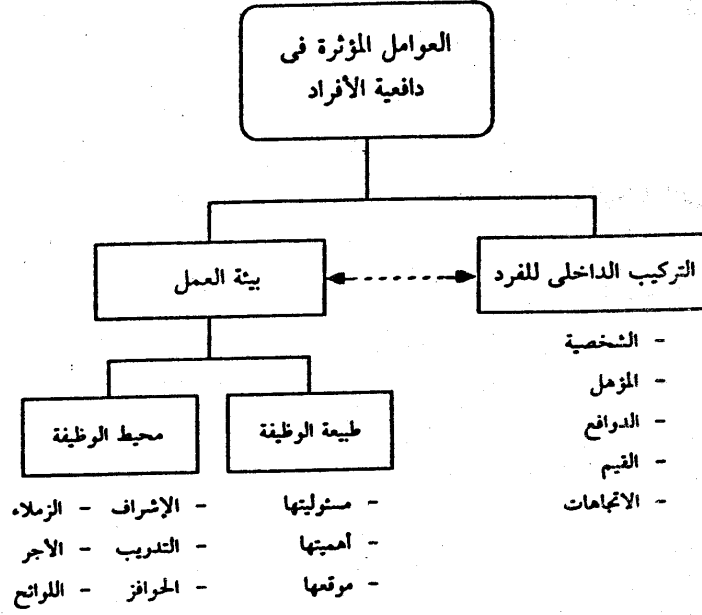 العوامل المؤثرة فى
دافعية الأفراد
التركيب الداخلى للفرد
بيئة العمل
- الشخصية
- المؤهل
- الدوافع
- القيم
- الاتجاهات
طبيعة الوظيفة
محيط الوظيفة
- مسئوليتها
- أهميتها
- موقعها
- الإشراف - الزملاء
- التدريب - الأجر
- الحوافز - اللوائح